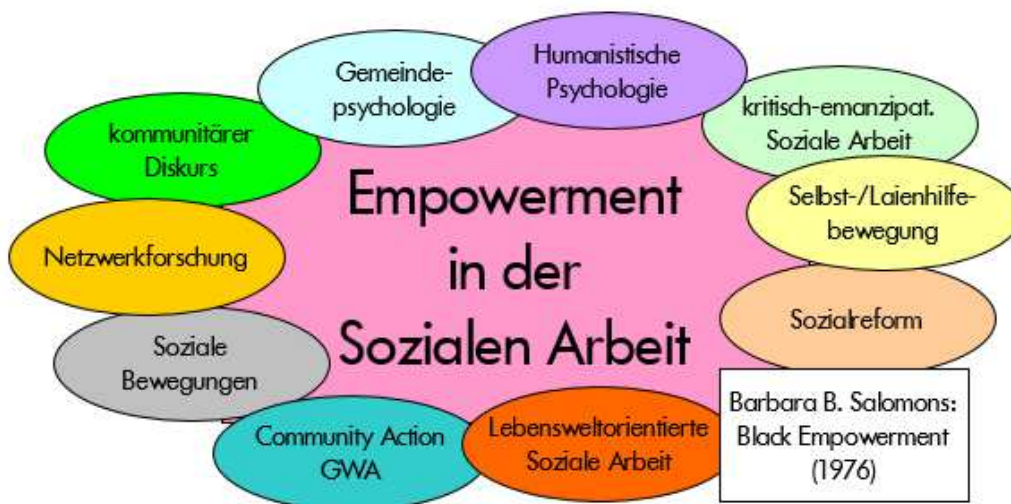 Gemeinde-
psychologie
Humanistische
Psychologie
kommunitärer
Diskurs
kritisch-emanzipat.
Soziale Arbeit
Empowerment
in der
Sozialen Arbeit
Selbst-/Laienhilfe-
bewegung
Netzwerkforschung
Sozialreform
Soziale
Bewegungen
Community Action
GWA
Lebensweltorientierte
Soziale Arbeit
Barbara B. Salomons:
Black Empowerment
(1976)